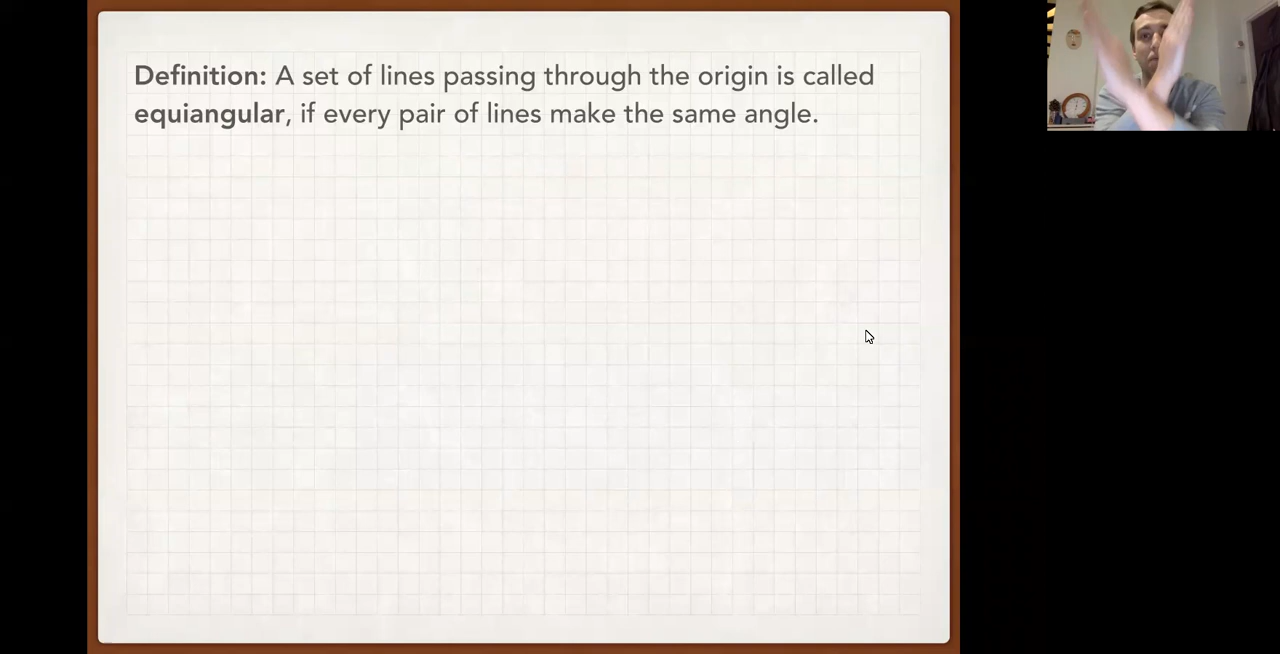 Definition: A set of lines passing through the origin is called
equiangular, if every pair of lines make the same angle.